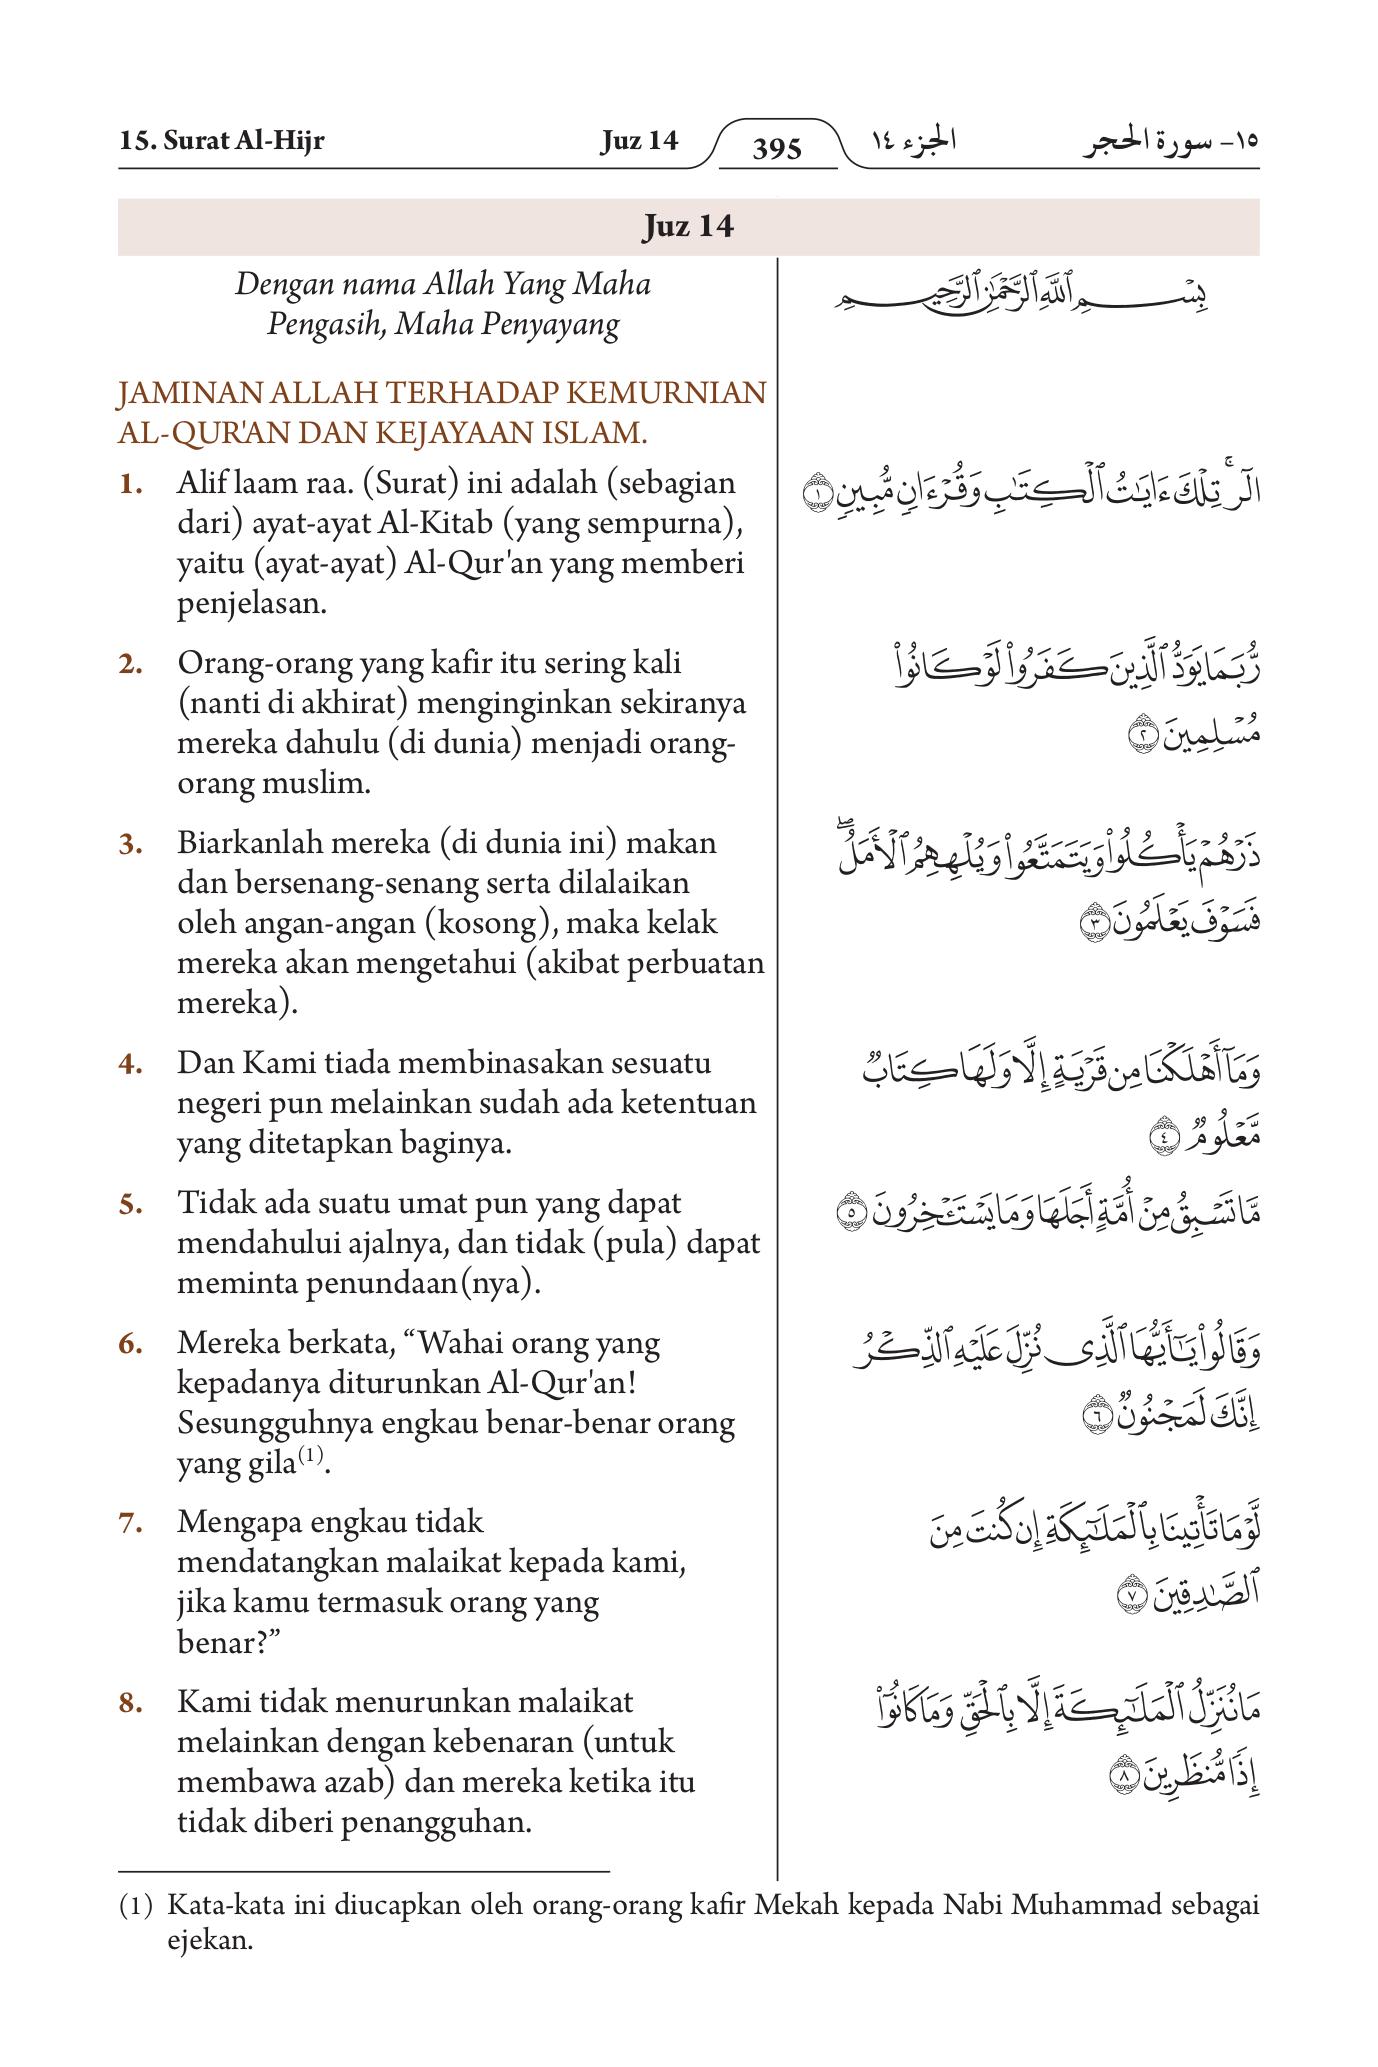 15. Surat Al-Hijr Juz 14 395 الجزء ١٤ ١٥- سورة الحجر
Juz 14
Dengan nama Allah Yang Maha
Pengasih, Maha Penyayang
بِسْمِ ٱللَّهِ ٱلرَّحْمَٰنِ ٱلرَّحِيمِ
JAMINAN ALLAH TERHADAP KEMURNIAN
AL-QUR'AN DAN KEJAYAAN ISLAM.
1. Alif laam raa. (Surat) ini adalah (sebagian
dari) ayat-ayat Al-Kitab (yang sempurna),
yaitu (ayat-ayat) Al-Qur'an yang memberi
penjelasan.
الٓرۚ تِلْكَ ءَايَٰتُ ٱلْكِتَٰبِ وَقُرْءَانٍ مُّبِينٍ ١
2. Orang-orang yang kafir itu sering kali
(nanti di akhirat) menginginkan sekiranya
mereka dahulu (di dunia) menjadi orang-
orang muslim.
رُّبَمَا يَوَدُّ ٱلَّذِينَ كَفَرُوا۟ لَوْ كَانُوا۟
مُسْلِمِينَ ٢
3. Biarkanlah mereka (di dunia ini) makan
dan bersenang-senang serta dilalaikan
oleh angan-angan (kosong), maka kelak
mereka akan mengetahui (akibat perbuatan
mereka).
ذَرْهُمْ يَأْكُلُوا۟ وَيَتَمَتَّعُوا۟ وَيُلْهِهِمُ ٱلْأَمَلُۖ
فَسَوْفَ يَعْلَمُونَ ٣
4. Dan Kami tiada membinasakan sesuatu
negeri pun melainkan sudah ada ketentuan
yang ditetapkan baginya.
وَمَآ أَهْلَكْنَا مِن قَرْيَةٍ إِلَّا وَلَهَا كِتَابٌ
مَّعْلُومٌ ٤
5. Tidak ada suatu umat pun yang dapat
mendahului ajalnya, dan tidak (pula) dapat
meminta penundaan(nya).
مَّا تَسْبِقُ مِنْ أُمَّةٍ أَجَلَهَا وَمَا يَسْتَـْٔخِرُونَ ٥
6. Mereka berkata, “Wahai orang yang
kepadanya diturunkan Al-Qur'an!
Sesungguhnya engkau benar-benar orang
yang gila(1).
وَقَالُوا۟ يَٰٓأَيُّهَا ٱلَّذِى نُزِّلَ عَلَيْهِ ٱلذِّكْرُ
إِنَّكَ لَمَجْنُونٌ ٦
7. Mengapa engkau tidak
mendatangkan malaikat kepada kami,
jika kamu termasuk orang yang
benar?”
لَّوْ مَا تَأْتِينَا بِٱلْمَلَٰٓئِكَةِ إِن كُنتَ مِنَ
ٱلصَّٰدِقِينَ ٧
8. Kami tidak menurunkan malaikat
melainkan dengan kebenaran (untuk
membawa azab) dan mereka ketika itu
tidak diberi penangguhan.
مَا نُنَزِّلُ ٱلْمَلَٰٓئِكَةَ إِلَّا بِٱلْحَقِّ وَمَا كَانُوٓا۟
إِذًا مُّنظَرِينَ ٨
(1) Kata-kata ini diucapkan oleh orang-orang kafir Mekah kepada Nabi Muhammad sebagai
ejekan.